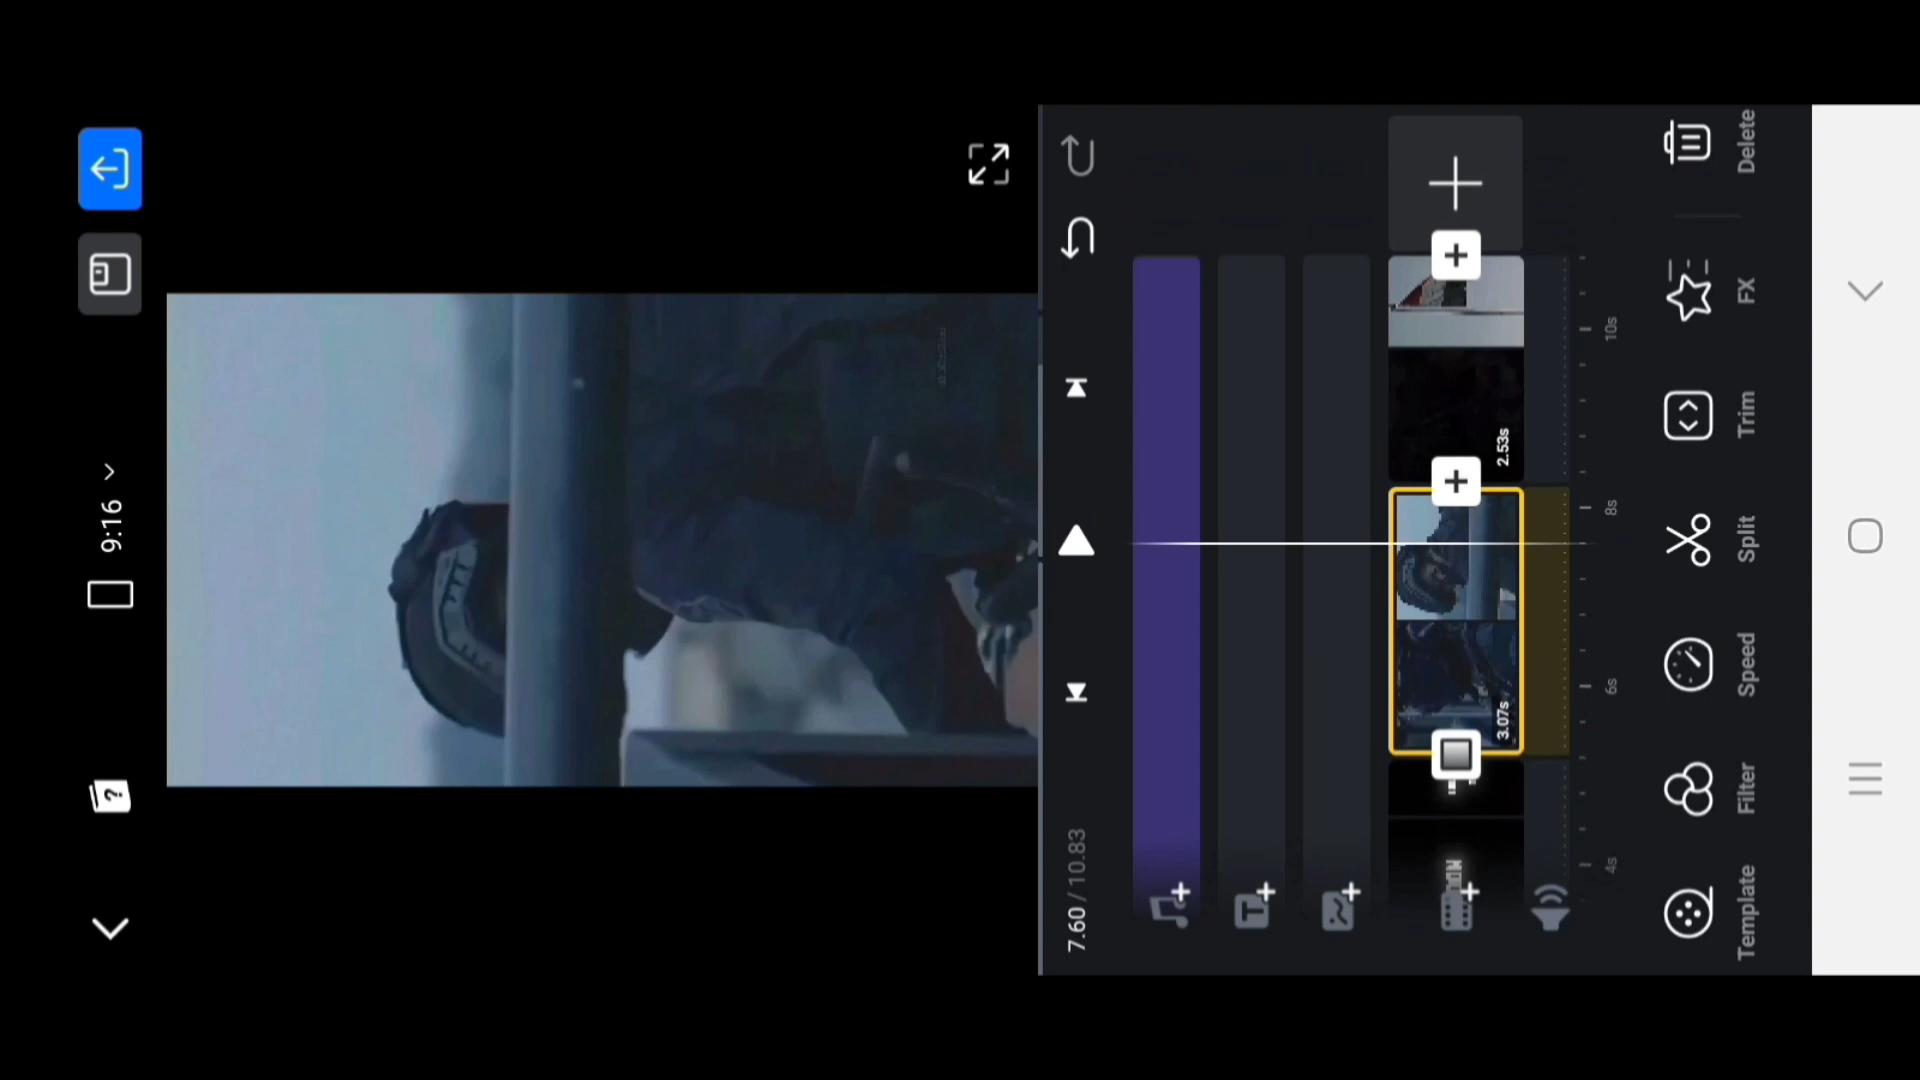 9:16
?
7.60 / 10.83
3.07s
2.53s
4s
6s
8s
10s
Template
Filter
Speed
Split
Trim
FX
Delete